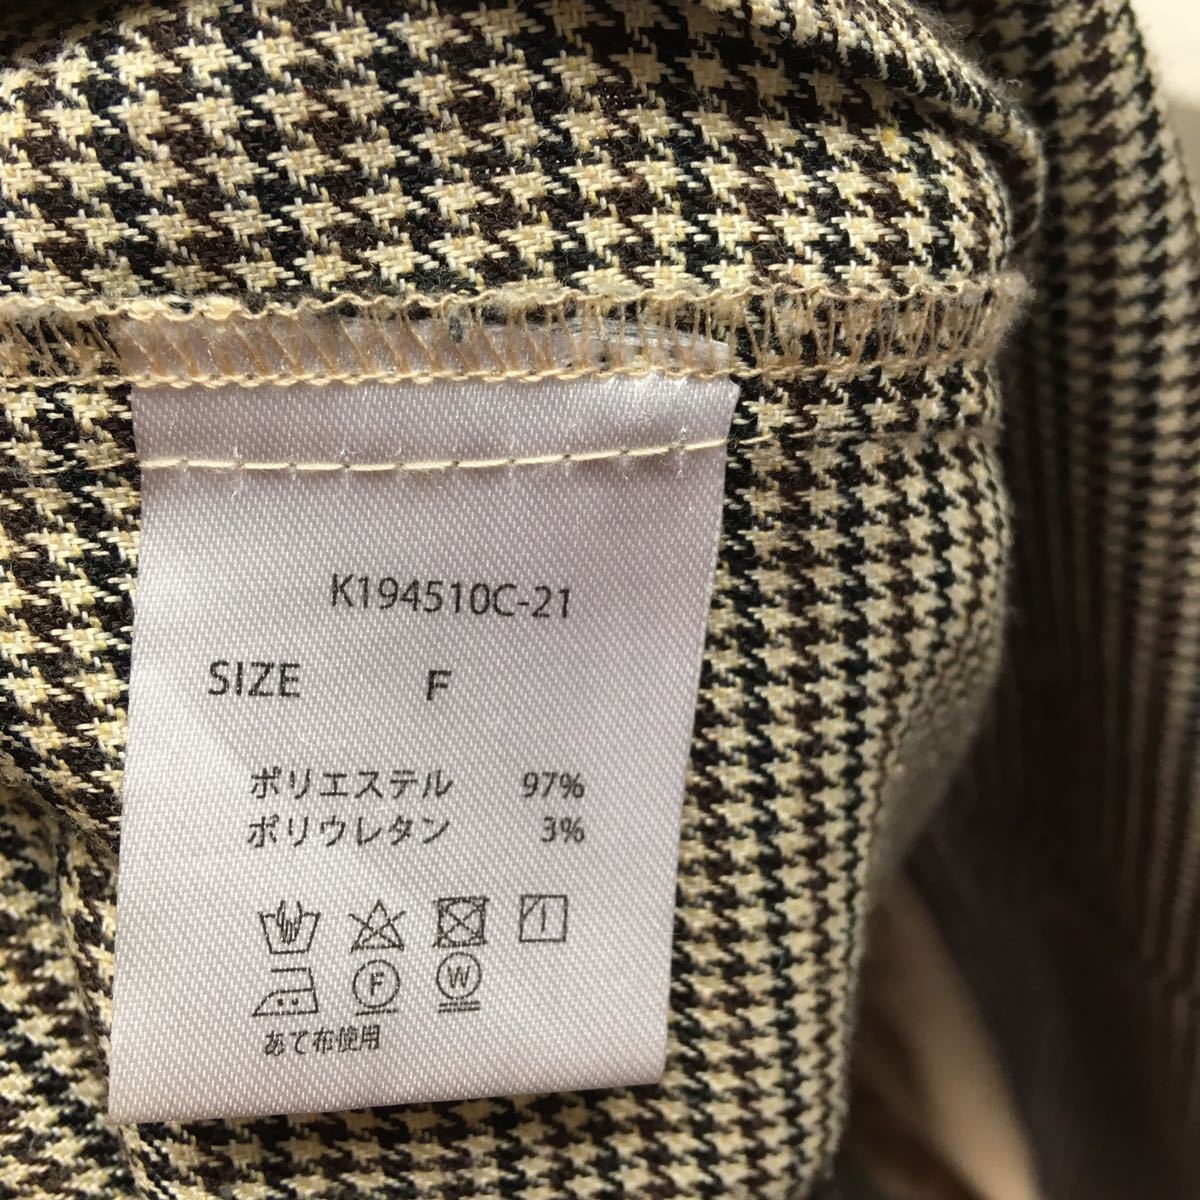 K194510C-21
SIZE F
ポリエステル 97%
ポリウレタン 3%
F W
あて布使用